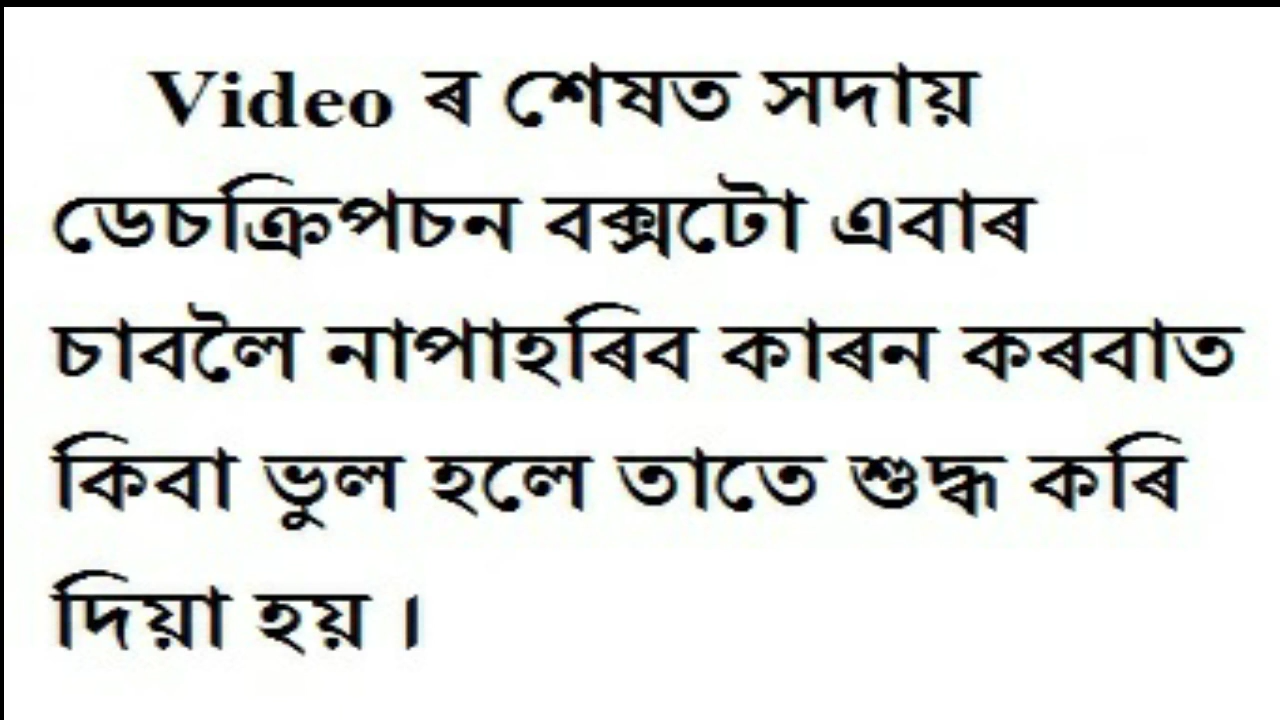 Video ৰ শেষত সদায়
ডেচক্ৰিপচন বক্সটো এবাৰ
চাবলৈ নাপাহৰিব কাৰন কৰবাত
কিবা ভুল হলে তাতে শুদ্ধ কৰি
দিয়া হয় ।